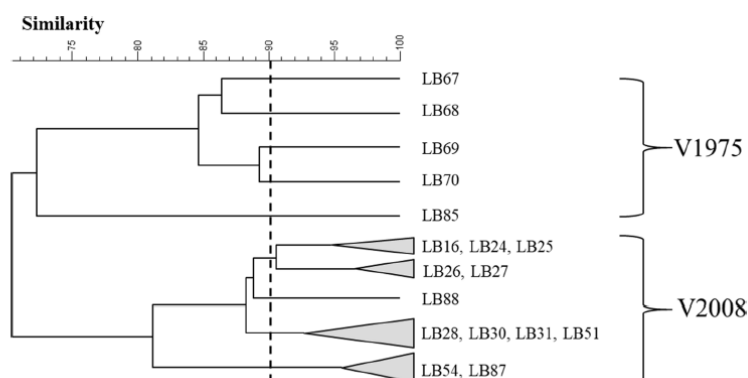 Similarity
-75 -80 -85 -90 -95 -100
LB67
LB68
LB69
LB70
LB85
V1975
LB16, LB24, LB25
LB26, LB27
LB88
LB28, LB30, LB31, LB51
LB54, LB87
V2008